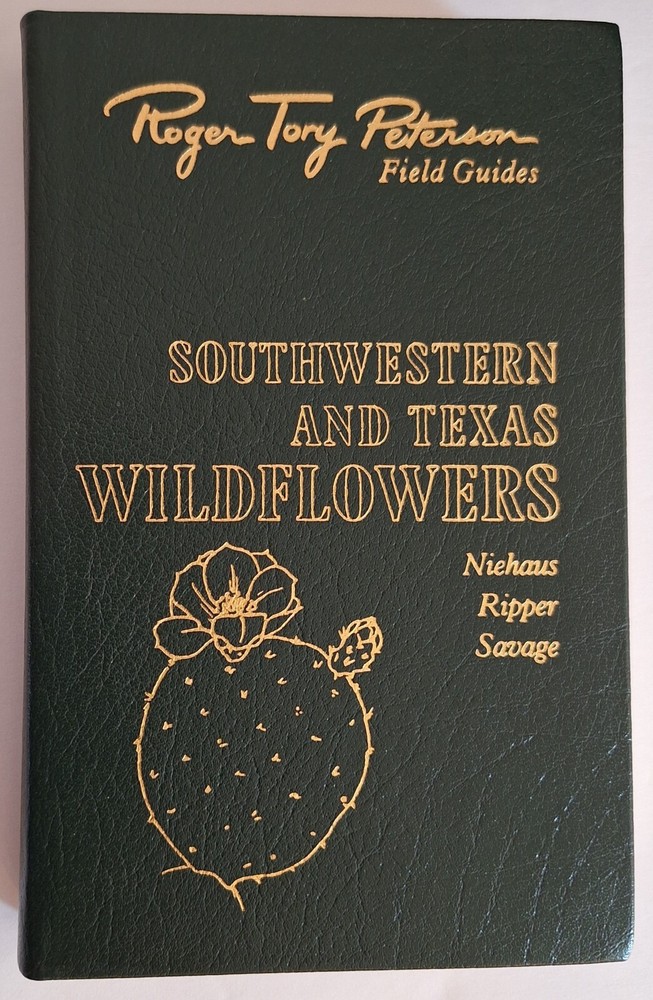 Roger Tory Peterson
Field Guides
SOUTHWESTERN
AND TEXAS
WILDFLOWERS
Niehaus
Ripper
Savage